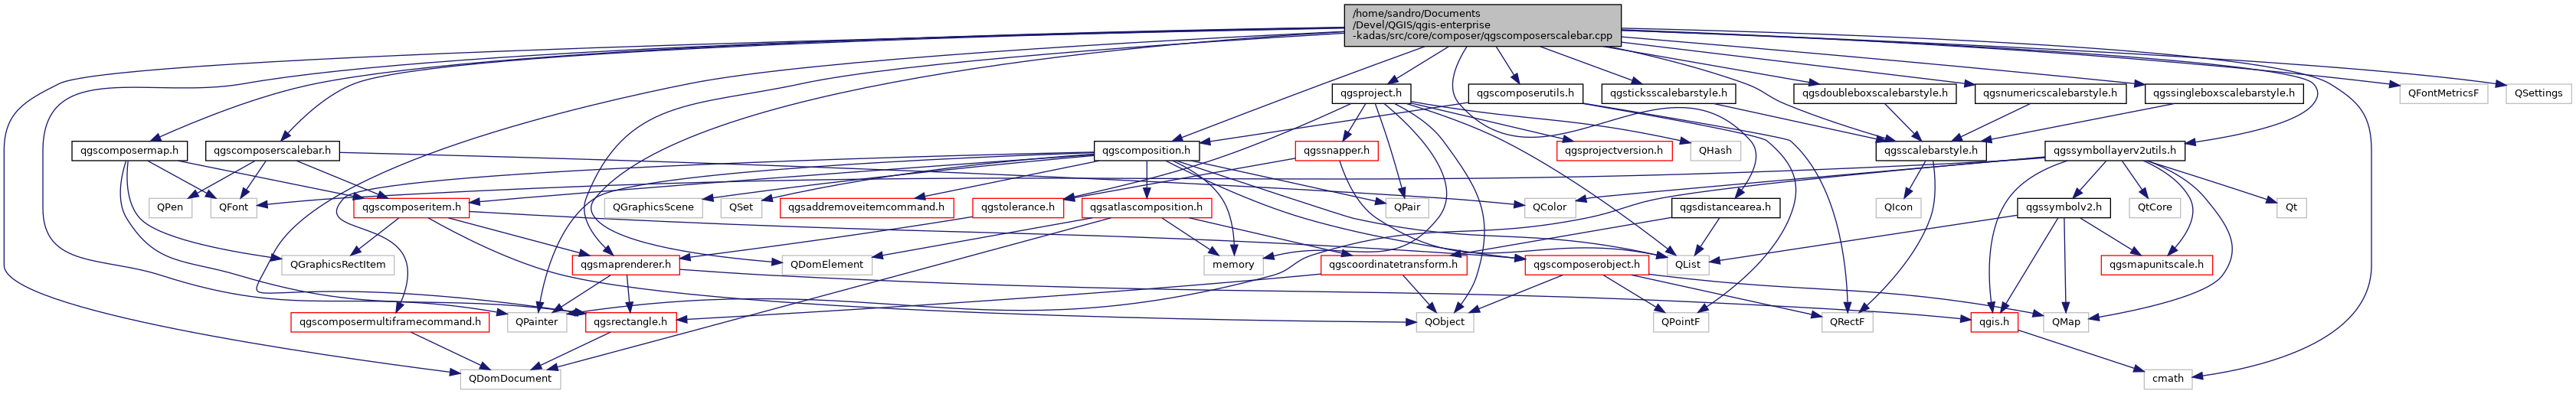 /home/sandro/Documents
/Devel/QGIS/qgis-enterprise
-kadas/src/core/composer/qgscomposerscalebar.cpp
qgsproject.h
qgscomposerutils.h
qgsticksscalebarstyle.h
qgsdoubleboxscalebarstyle.h
qgsnumericscalebarstyle.h
qgssingleboxscalebarstyle.h
QFontMetricsF
QSettings
qgscomposermap.h
qgscomposerscalebar.h
qgscomposition.h
qgssnapper.h
qgsprojectversion.h
QHash
qgsscalebarstyle.h
qgssymbollayerv2utils.h
QPen
QFont
qgscomposeritem.h
QGraphicsScene
QSet
qgsaddremoveitemcommand.h
qgstolerance.h
qgsatlascomposition.h
QPair
QColor
qgsdistancearea.h
QIcon
qgssymbolv2.h
QtCore
Qt
QGraphicsRectItem
qgsmaprenderer.h
QDomElement
memory
qgscoordinatetransform.h
qgscomposerobject.h
QList
qgsmapunitscale.h
qgscomposermultiframecommand.h
QPainter
qgsrectangle.h
QObject
QPointF
QRectF
qgis.h
QMap
QDomDocument
cmath